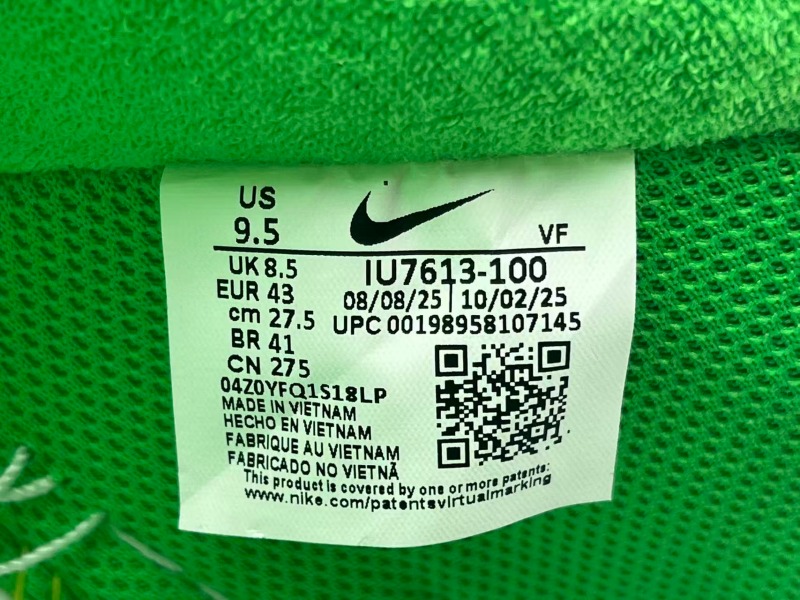 US
9.5
VF
UK 8.5
EUR 43
cm 27.5
BR 41
CN 275
IU7613-100
08/08/25 | 10/02/25
UPC 00198958107145
04Z0YFQ1S18LP
MADE IN VIETNAM
HECHO EN VIETNAM
FABRIQUE AU VIETNAM
FABRICADO NO VIETNÃ
This product is covered by one or more patents:
www.nike.com/patentsvirtualmarking